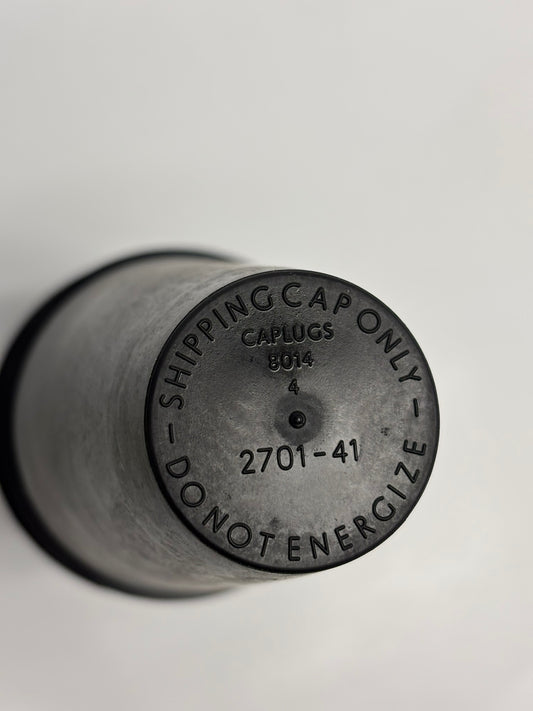 SHIPPING CAP ONLY
CAPLUGS
8014
4
2701-41
DO NOT ENERGIZE